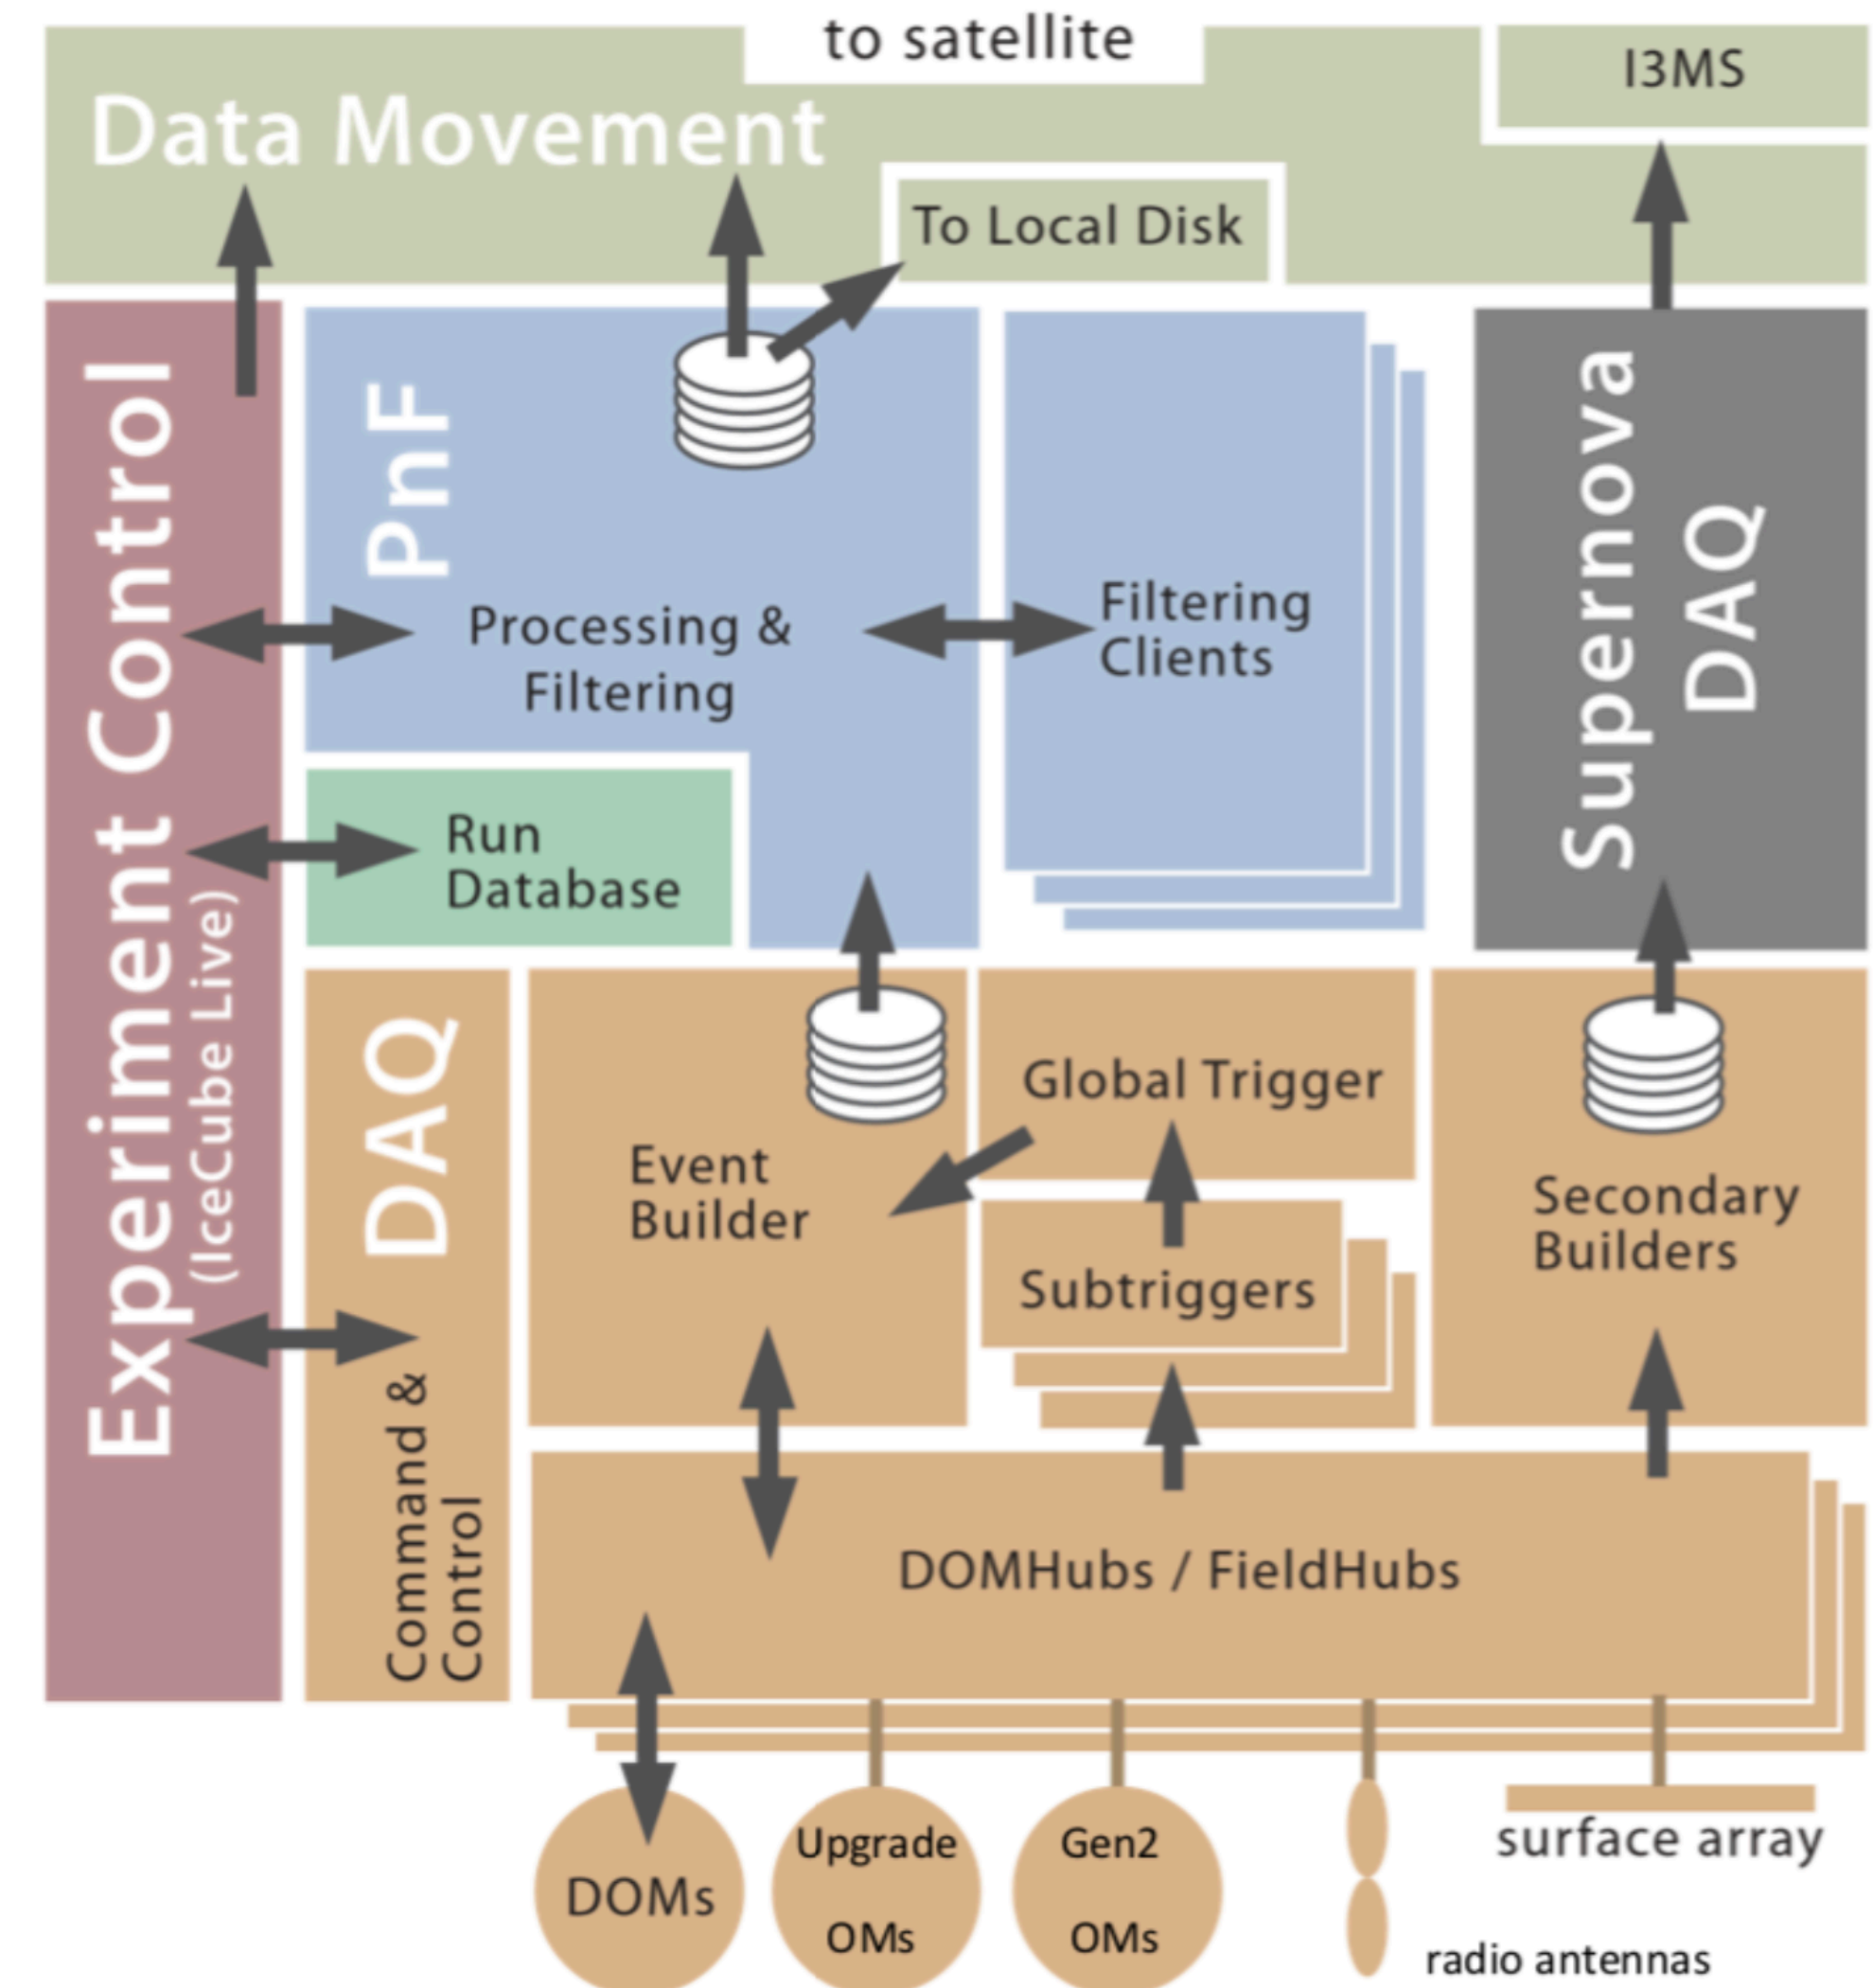 to satellite
I3MS
Data Movement
To Local Disk
Experiment Control
(IceCube Live)
PnF
Processing &
Filtering
Filtering
Clients
Supernova
DAQ
Run
Database
DAQ
Command &
Control
Event
Builder
Global Trigger
Subtriggers
Secondary
Builders
DOMHubs / FieldHubs
DOMs
Upgrade
OMs
Gen2
OMs
surface array
radio antennas